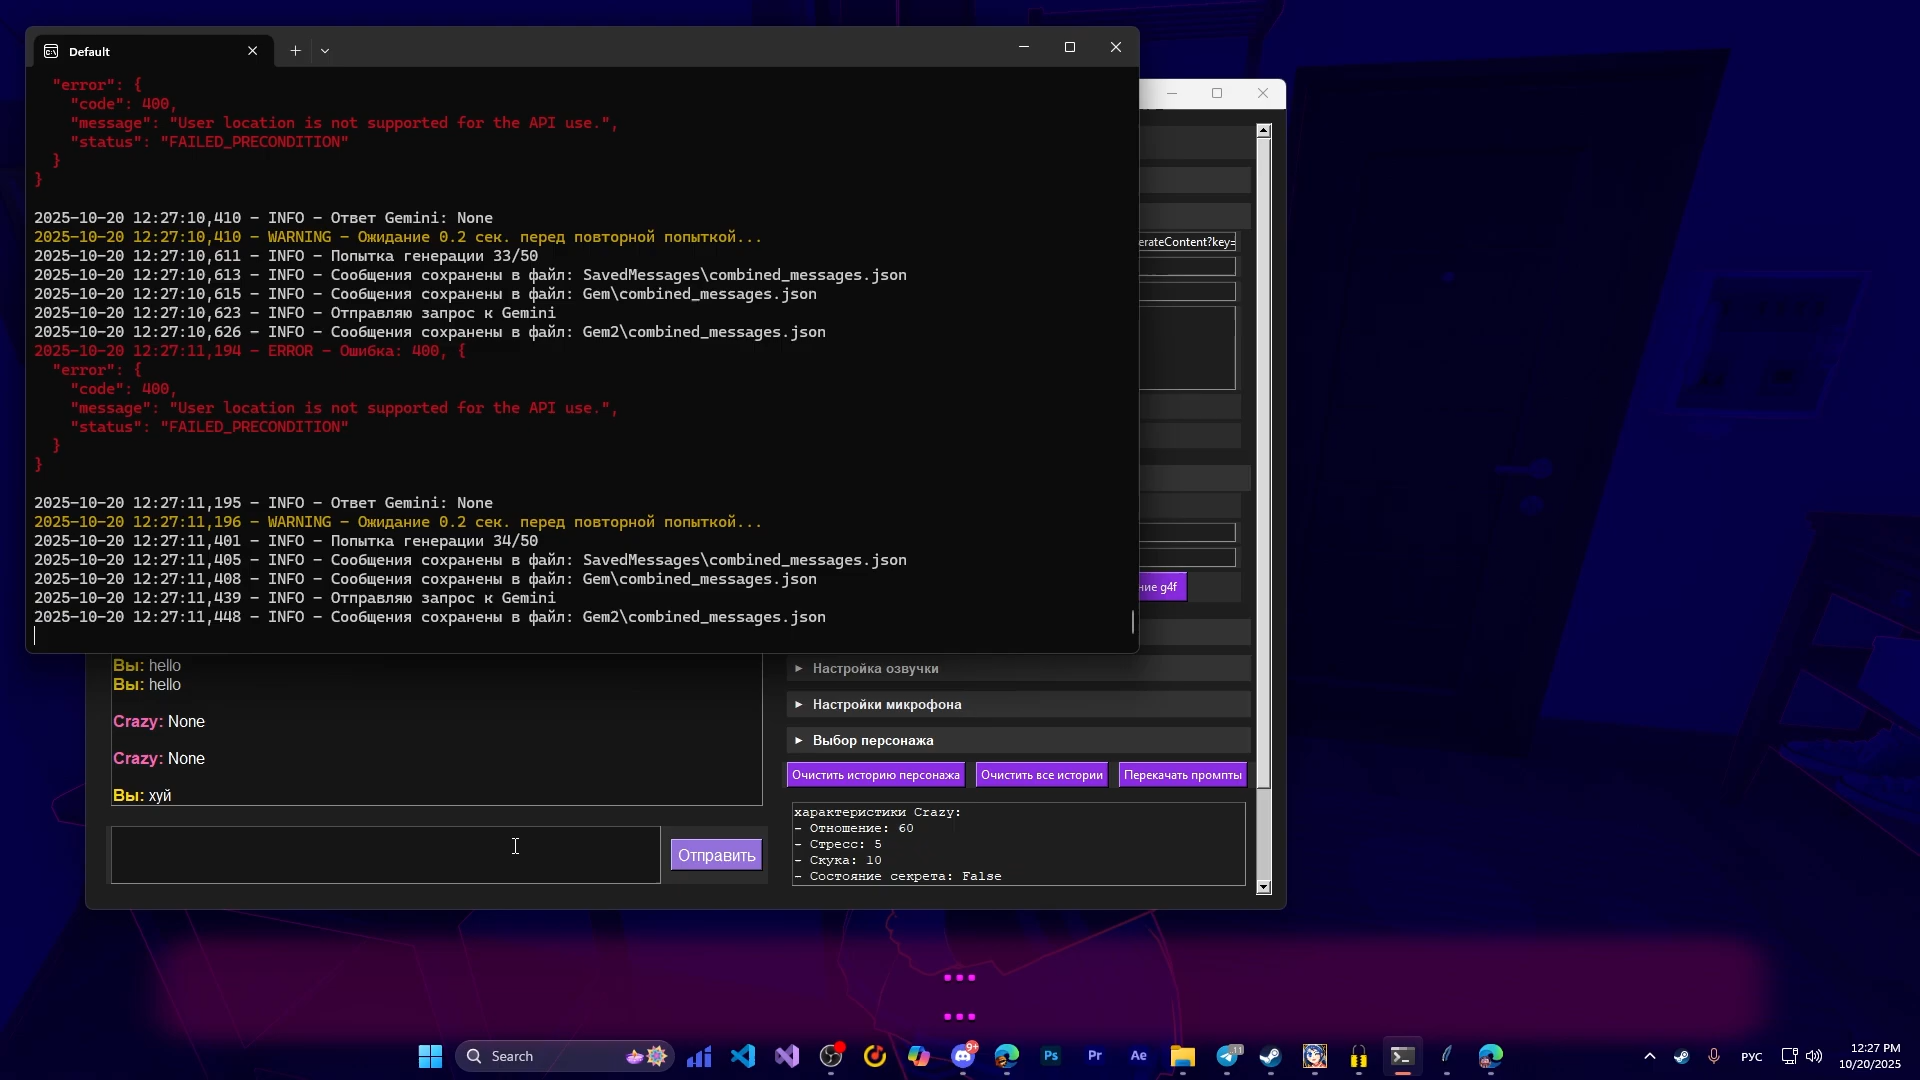 Default
"error": {
"code": 400,
"message": "User location is not supported for the API use.",
"status": "FAILED_PRECONDITION"
}
}
2025-10-20 12:27:10,410 - INFO - Ответ Gemini: None
2025-10-20 12:27:10,410 - WARNING - Ожидание 0.2 сек. перед повторной попыткой...
2025-10-20 12:27:10,611 - INFO - Попытка генерации 33/50
2025-10-20 12:27:10,613 - INFO - Сообщения сохранены в файл: SavedMessages\combined_messages.json
2025-10-20 12:27:10,615 - INFO - Сообщения сохранены в файл: Gem\combined_messages.json
2025-10-20 12:27:10,623 - INFO - Отправляю запрос к Gemini
2025-10-20 12:27:10,626 - INFO - Сообщения сохранены в файл: Gem2\combined_messages.json
2025-10-20 12:27:11,194 - ERROR - Ошибка: 400, {
"error": {
"code": 400,
"message": "User location is not supported for the API use.",
"status": "FAILED_PRECONDITION"
}
}
2025-10-20 12:27:11,195 - INFO - Ответ Gemini: None
2025-10-20 12:27:11,196 - WARNING - Ожидание 0.2 сек. перед повторной попыткой...
2025-10-20 12:27:11,401 - INFO - Попытка генерации 34/50
2025-10-20 12:27:11,405 - INFO - Сообщения сохранены в файл: SavedMessages\combined_messages.json
2025-10-20 12:27:11,408 - INFO - Сообщения сохранены в файл: Gem\combined_messages.json
2025-10-20 12:27:11,439 - INFO - Отправляю запрос к Gemini
2025-10-20 12:27:11,448 - INFO - Сообщения сохранены в файл: Gem2\combined_messages.json
erateContent?key=
ние g4f
Вы: hello
Вы: hello
Crazy: None
Crazy: None
Вы: хуй
Отправить
Настройка озвучки
Настройки микрофона
Выбор персонажа
Очистить историю персонажа
Очистить все истории
Перекачать промпты
характеристики Crazy:
- Отношение: 60
- Стресс: 5
- Скука: 10
- Состояние секрета: False
...
...
Search
9+
Ps
Pr
Ae
11
РУС
12:27 PM
10/20/2025